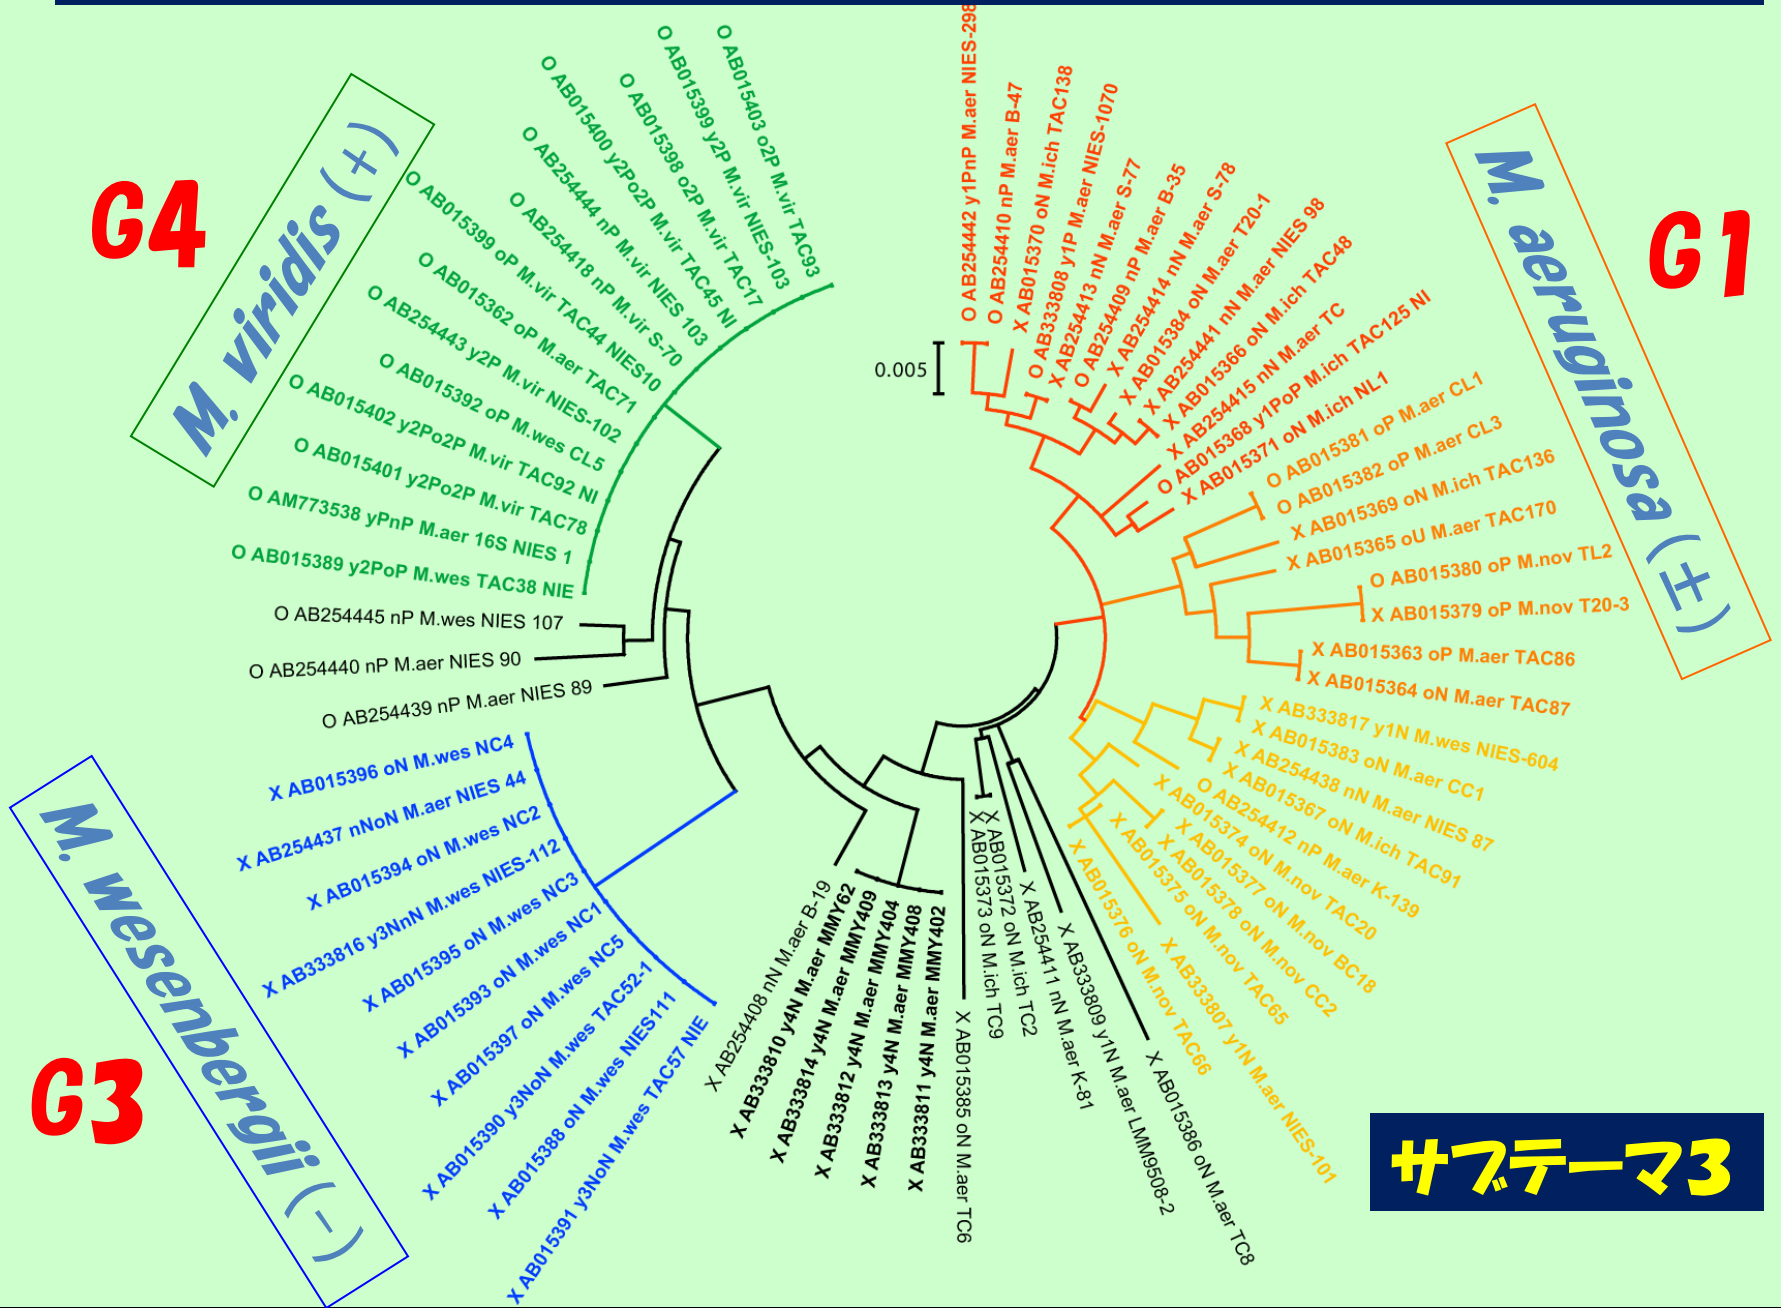 O AB015403 o2P M.vir TAC93
O AB015399 y2P M.vir NIES-103
O AB015398 o2P M.vir TAC17
O AB015400 y2Po2P M.vir TAC45 NI
O AB254444 nP M.vir NIES 103
O AB254418 nP M.vir S-70
O AB015399 oP M.vir TAC44 NIES10
O AB015362 oP M.aer TAC71
O AB254443 y2P M.vir NIES-102
O AB015392 oP M.wes CL5
O AB015402 y2Po2P M.vir TAC92 NI
O AB015401 y2Po2P M.vir TAC78
O AM773538 yPnP M.aer 16S NIES 1
O AB015389 y2PoP M.wes TAC38 NIE
O AB254445 nP M.wes NIES 107
O AB254440 nP M.aer NIES 90
O AB254439 nP M.aer NIES 89
X AB015396 oN M.wes NC4
X AB254437 nNoN M.aer NIES 44
X AB015394 oN M.wes NC2
X AB333816 y3NnN M.wes NIES-112
X AB015395 oN M.wes NC3
X AB015393 oN M.wes NC1
X AB015397 oN M.wes NC5
X AB015390 y3NoN M.wes TAC52-1
X AB015388 oN M.wes NIES111
X AB015391 y3NoN M.wes TAC57 NIE
X AB254408 nN M.aer B-19
X AB333810 y4N M.aer MMY62
X AB333814 y4N M.aer MMY409
X AB333812 y4N M.aer MMY404
X AB333813 y4N M.aer MMY408
X AB333811 y4N M.aer MMY402
X AB015385 oN M.aer TC6
X AB015373 oN M.ich TC9
X AB015372 oN M.ich TC2
X AB254411 nN M.aer K-81
X AB333809 y1N M.aer LMM9508-2
X AB015386 oN M.aer TC8
X AB333807 y1N M.aer NIES-101
X AB015376 oN M.nov TAC66
X AB015375 oN M.nov TAC65
X AB015378 oN M.nov CC2
X AB015377 oN M.nov BC18
X AB015374 oN M.nov TAC20
O AB254412 nP M.aer K-139
X AB015367 oN M.ich TAC91
X AB254438 nN M.aer NIES 87
X AB015383 oN M.aer CC1
X AB333817 y1N M.wes NIES-604
X AB015364 oN M.aer TAC87
X AB015363 oP M.aer TAC86
X AB015379 oP M.nov T20-3
O AB015380 oP M.nov TL2
X AB015365 oU M.aer TAC170
X AB015369 oN M.ich TAC136
O AB015382 oP M.aer CL3
O AB015381 oP M.aer CL1
X AB015371 oN M.ich NL1
O AB015368 y1PoP M.ich TAC125 NI
X AB254415 nN M.aer TC
X AB015366 oN M.ich TAC48
X AB254441 nN M.aer NIES 98
X AB015384 oN M.aer T20-1
X AB254414 nN M.aer S-78
O AB254409 nP M.aer B-35
X AB254413 nN M.aer S-77
O AB333808 y1P M.aer NIES-1070
X AB015370 oN M.ich TAC138
O AB254410 nP M.aer B-47
O AB254442 y1PnP M.aer NIES-298
0.005
G4
M. viridis (+)
G1
M. aeruginosa (±)
G3
M. wesenbergii (-)
サブテーマ3